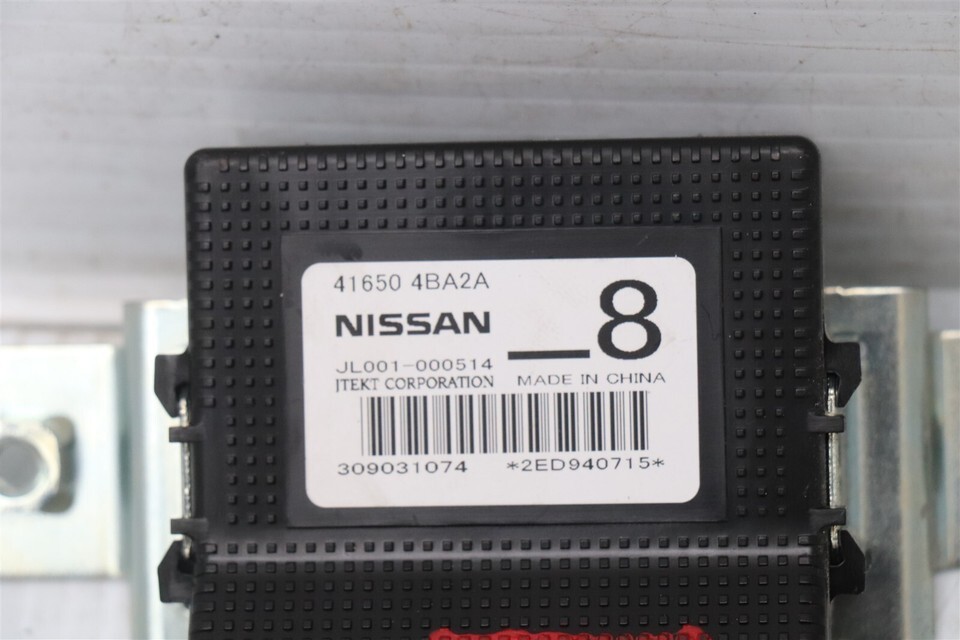 41650 4BA2A
NISSAN _8
JL001-000514
JTEKT CORPORATION MADE IN CHINA
309031074 *2ED940715*